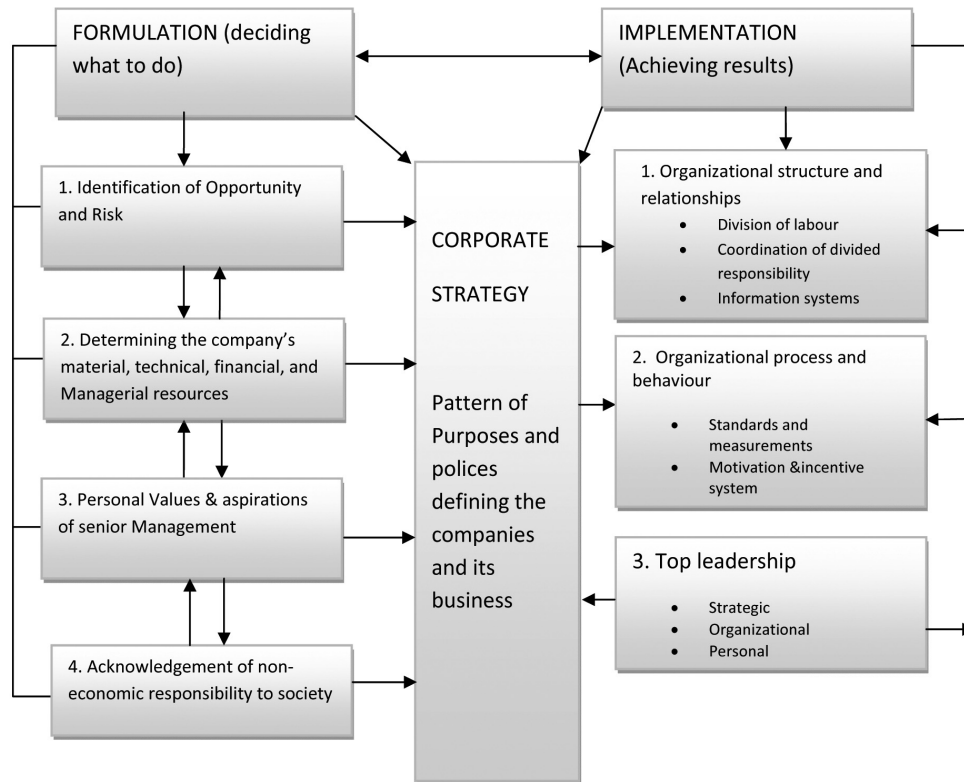 FORMULATION (deciding
what to do)
IMPLEMENTATION
(Achieving results)
1. Identification of Opportunity
and Risk
2. Determining the company's
material, technical, financial, and
Managerial resources
3. Personal Values & aspirations
of senior Management
4. Acknowledgement of non-
economic responsibility to society
CORPORATE
STRATEGY
Pattern of
Purposes and
polices
defining the
companies
and its
business
1. Organizational structure and
relationships
• Division of labour
• Coordination of divided
responsibility
• Information systems
2. Organizational process and
behaviour
• Standards and
measurements
• Motivation &incentive
system
3. Top leadership
• Strategic
• Organizational
• Personal